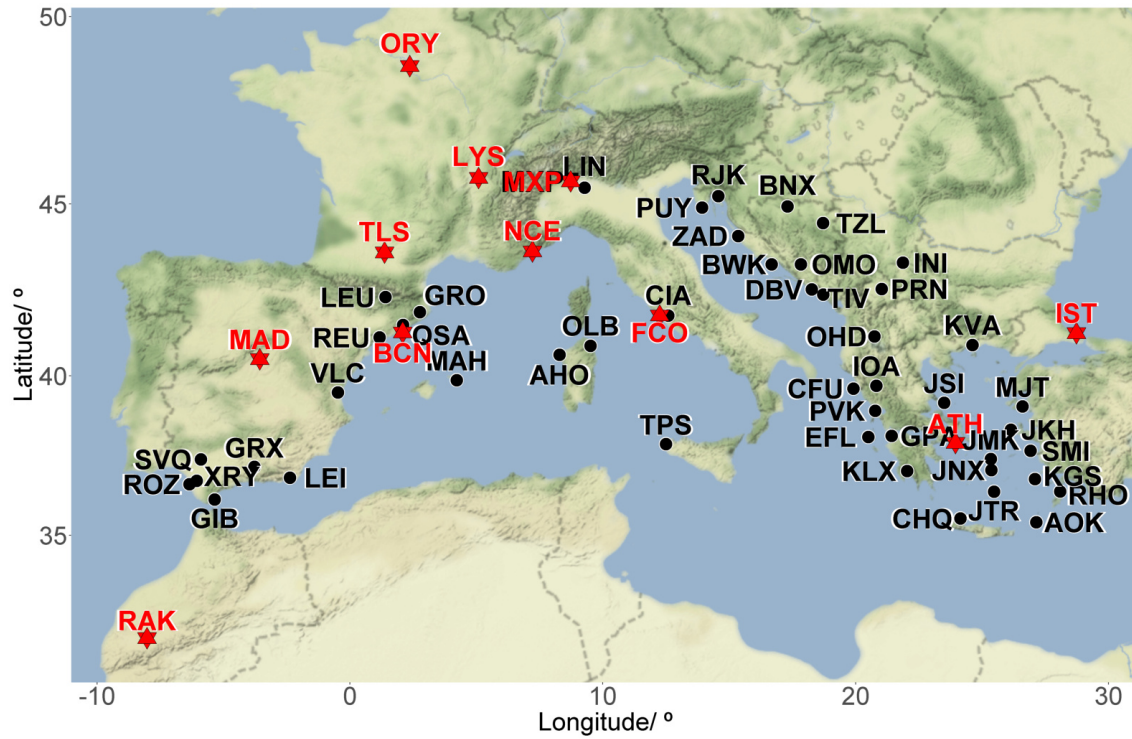 50
ORY
LYS
LIN
MXP
RJK
BNX
PUY
TZL
45
TLS
NCE
ZAD
BWK
OMO
INI
LEU
GRO
DBV
TIV
PRN
CIA
IST
MAD
REU
BCN
QSA
OLB
FCO
OHD
KVA
Latitude/ º
40
VLC
MAH
AHO
IOA
CFU
JSI
MJT
PVK
TPS
EFL
GPA
ATH
JMK
JKH
SMI
SVQ
GRX
ROZ
XRY
LEI
KLX
JNX
KGS
RHO
GIB
CHQ
JTR
AOK
35
RAK
-10
0
10
20
30
Longitude/ º